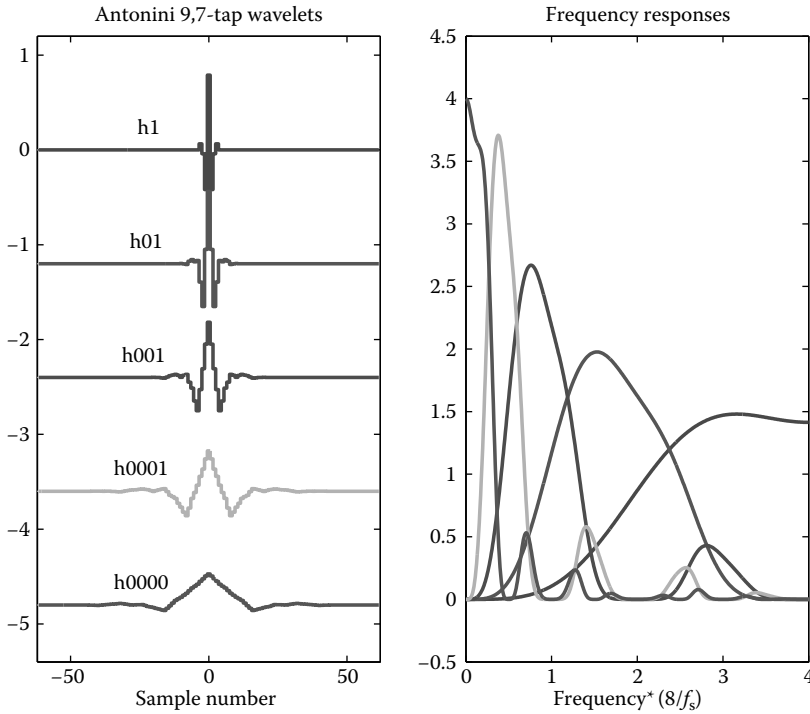 Antonini 9,7-tap wavelets
1
0
−1
−2
−3
−4
−5
h1
h01
h001
h0001
h0000
−50
0
50
Sample number
Frequency responses
4.5
4
3.5
3
2.5
2
1.5
1
0.5
0
−0.5
0
1
2
3
4
Frequency* (8/fs)